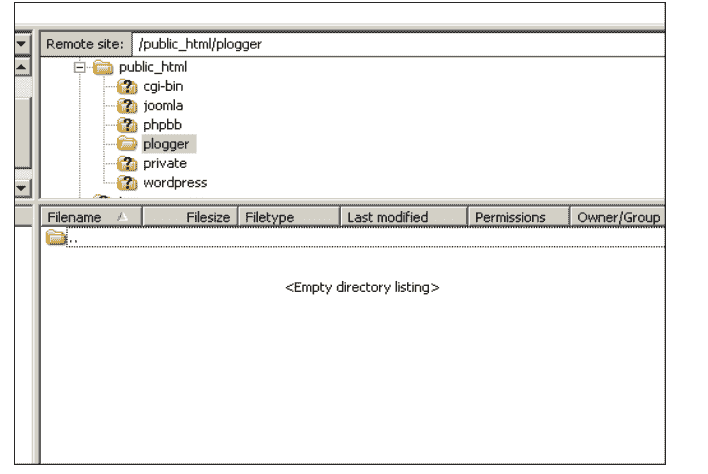 Remote site: /public_html/plogger
public_html
cgi-bin
joomla
phpbb
plogger
private
wordpress
Filename Filesize Filetype Last modified Permissions Owner/Group
..
<Empty directory listing>